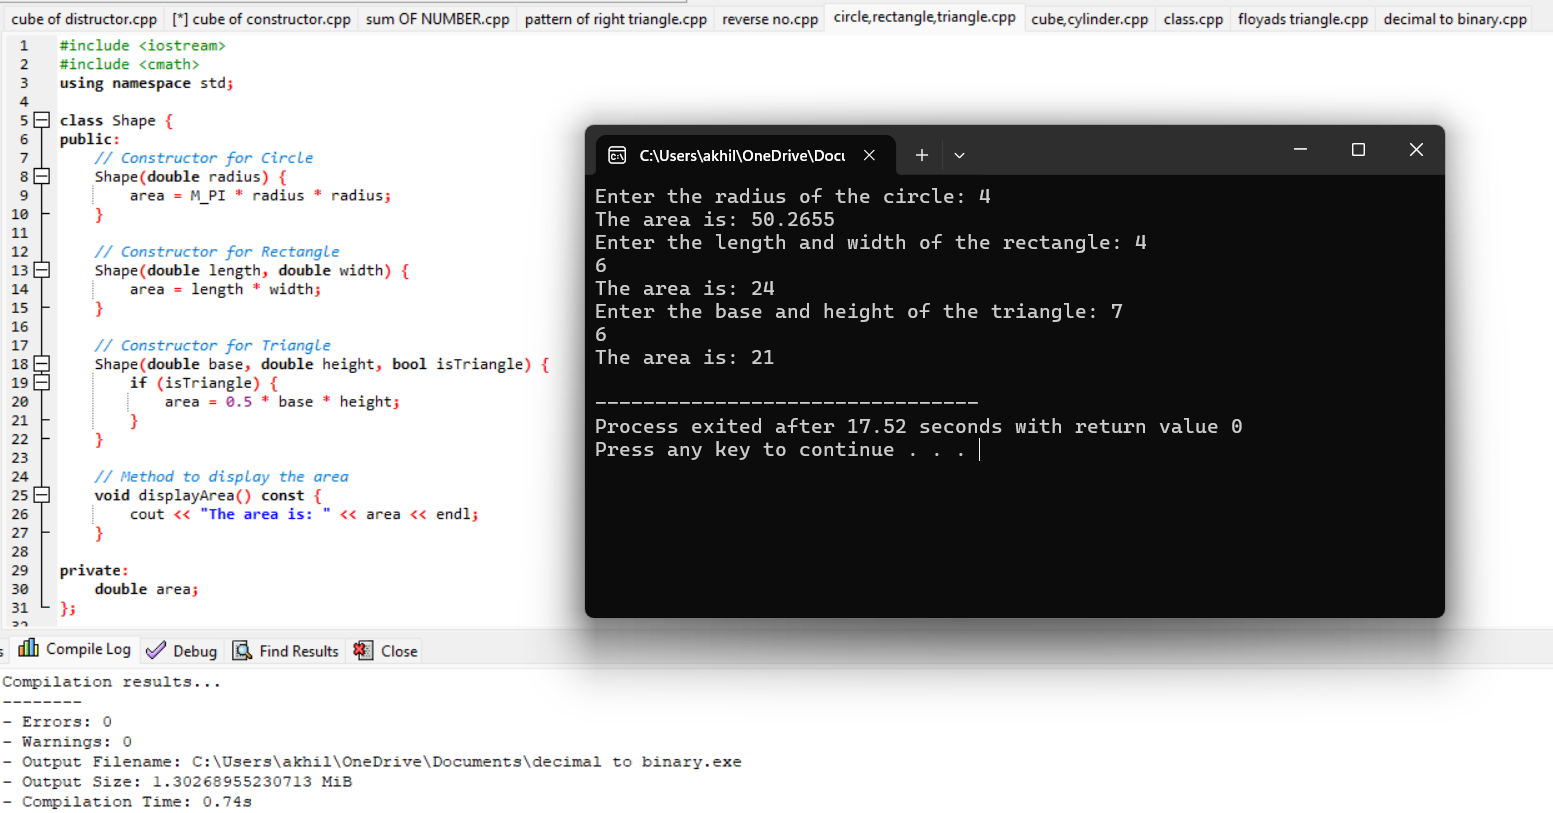 cube of distructor.cpp [*] cube of constructor.cpp sum OF NUMBER.cpp pattern of right triangle.cpp reverse no.cpp circle,rectangle,triangle.cpp cube,cylinder.cpp class.cpp floyads triangle.cpp decimal to binary.cpp
1 #include <iostream>
2 #include <cmath>
3 using namespace std;
4
5 class Shape {
6 public:
7 // Constructor for Circle
8 Shape(double radius) {
9 area = M_PI * radius * radius;
10 }
11
12 // Constructor for Rectangle
13 Shape(double length, double width) {
14 area = length * width;
15 }
16
17 // Constructor for Triangle
18 Shape(double base, double height, bool isTriangle) {
19 if (isTriangle) {
20 area = 0.5 * base * height;
21 }
22 }
23
24 // Method to display the area
25 void displayArea() const {
26 cout << "The area is: " << area << endl;
27 }
28
29 private:
30 double area;
31 };
C:\Users\akhil\OneDrive\Docu
Enter the radius of the circle: 4
The area is: 50.2655
Enter the length and width of the rectangle: 4
6
The area is: 24
Enter the base and height of the triangle: 7
6
The area is: 21
--------------------------------
Process exited after 17.52 seconds with return value 0
Press any key to continue . . .
Compile Log Debug Find Results Close
Compilation results...
--------
- Errors: 0
- Warnings: 0
- Output Filename: C:\Users\akhil\OneDrive\Documents\decimal to binary.exe
- Output Size: 1.30268955230713 MiB
- Compilation Time: 0.74s